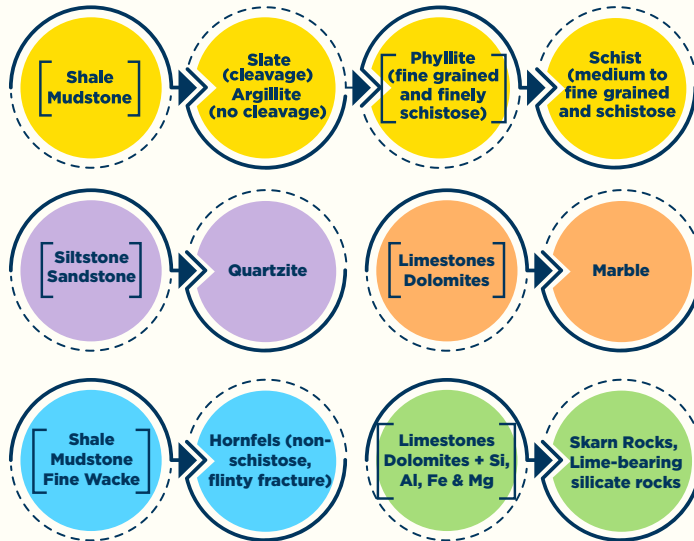 Shale
Mudstone
Slate
(cleavage)
Argillite
(no cleavage)
Phyllite
(fine grained
and finely
schistose)
Schist
(medium to
fine grained
and schistose
Siltstone
Sandstone
Quartzite
Limestones
Dolomites
Marble
Shale
Mudstone
Fine Wacke
Hornfels (non-
schistose,
flinty fracture)
Limestones
Dolomites + Si,
Al, Fe & Mg
Skarn Rocks,
Lime-bearing
silicate rocks